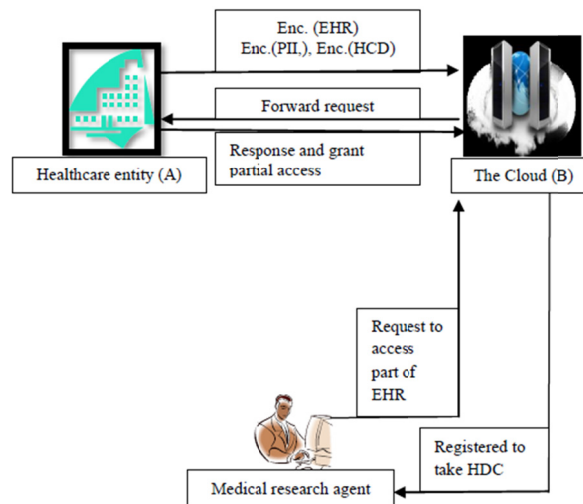 Enc. (EHR)
Enc.(PII,), Enc.(HCD)
Forward request
Response and grant
partial access
Healthcare entity (A)
The Cloud (B)
Request to
access
part of
EHR
Registered to
take HDC
Medical research agent